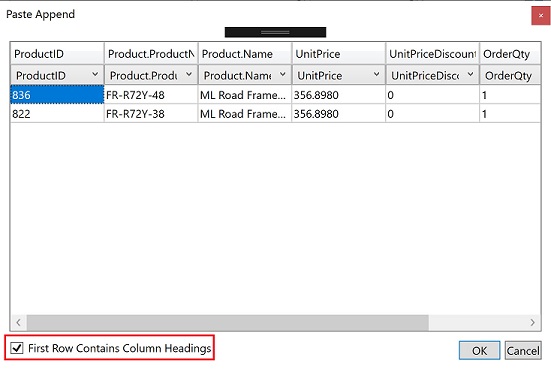 Paste Append
ProductID Product.ProductN Product.Name UnitPrice UnitPriceDiscount OrderQty
ProductID Product.Produ Product.Name UnitPrice UnitPriceDisco OrderQty
836 FR-R72Y-48 ML Road Frame... 356.8980 0 1
822 FR-R72Y-38 ML Road Frame... 356.8980 0 1
First Row Contains Column Headings OK Cancel